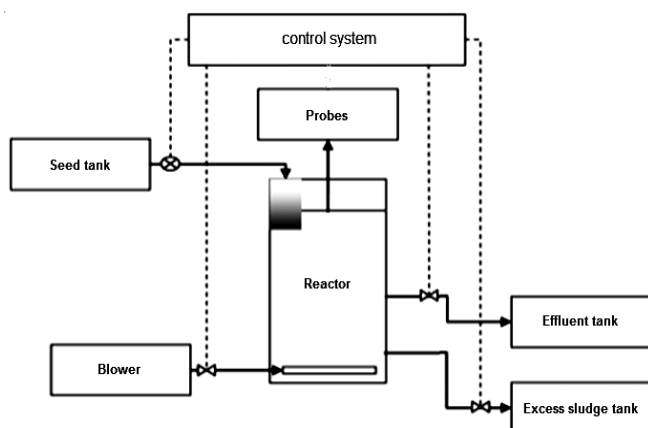 control system
Probes
Seed tank
Reactor
Effluent tank
Blower
Excess sludge tank